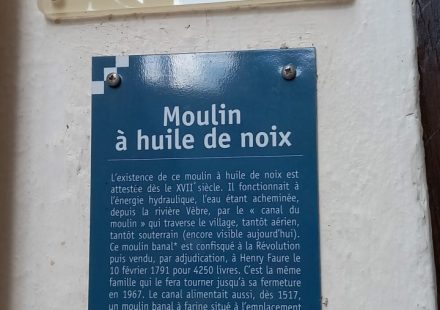 Moulin
à huile de noix
L'existence de ce moulin à huile de noix est
attestée dès le XVIIe siècle. Il fonctionnait à
l'énergie hydraulique, l'eau étant acheminée,
depuis la rivière Vèbre, par le « canal du
moulin » qui traverse le village, tantôt aérien,
tantôt souterrain (encore visible aujourd'hui).
Ce moulin banal* est confisqué à la Révolution
puis vendu, par adjudication, à Henry Faure le
10 février 1791 pour 4250 livres. C'est la même
famille qui le fera tourner jusqu'à sa fermeture
en 1967. Le canal alimentait aussi, dès 1517,
un moulin banal à farine situé à l'emplacement